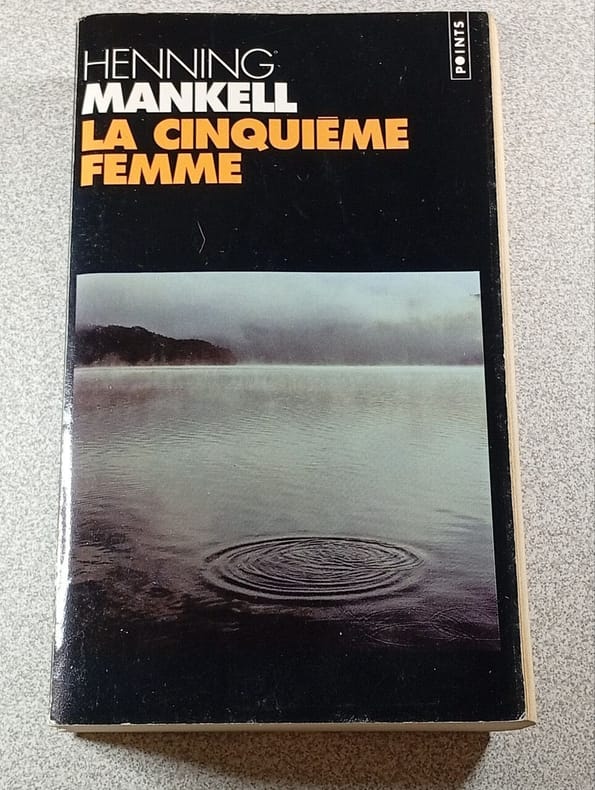 POINTS
HENNING
MANKELL
LA CINQUIÈME
FEMME